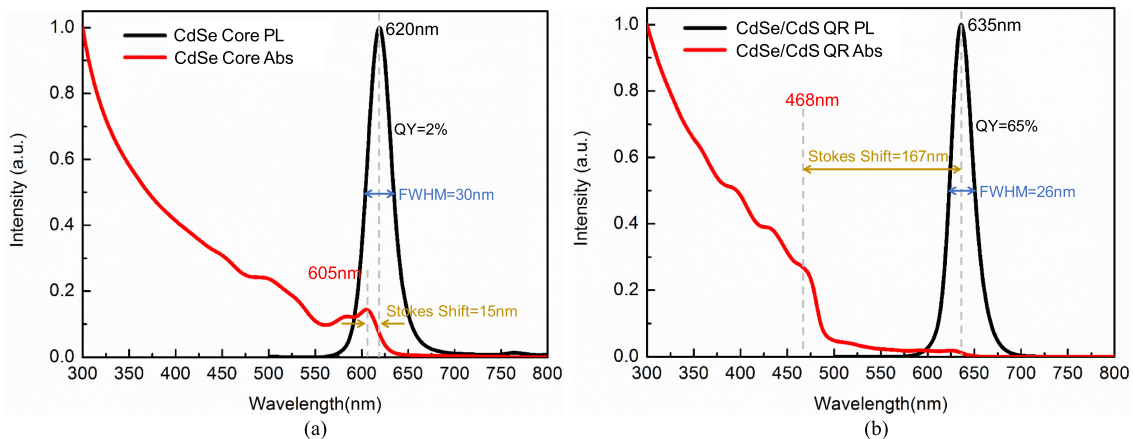 CdSe Core PL
CdSe Core Abs
620nm
QY=2%
FWHM=30nm
605nm
Stokes Shift=15nm
Intensity (a.u.)
1.0
0.8
0.6
0.4
0.2
0.0
300 350 400 450 500 550 600 650 700 750 800
Wavelength(nm)
(a)
CdSe/CdS QR PL
CdSe/CdS QR Abs
635nm
468nm
QY=65%
Stokes Shift=167nm
FWHM=26nm
Intensity (a.u.)
1.0
0.8
0.6
0.4
0.2
0.0
300 350 400 450 500 550 600 650 700 750 800
Wavelength(nm)
(b)